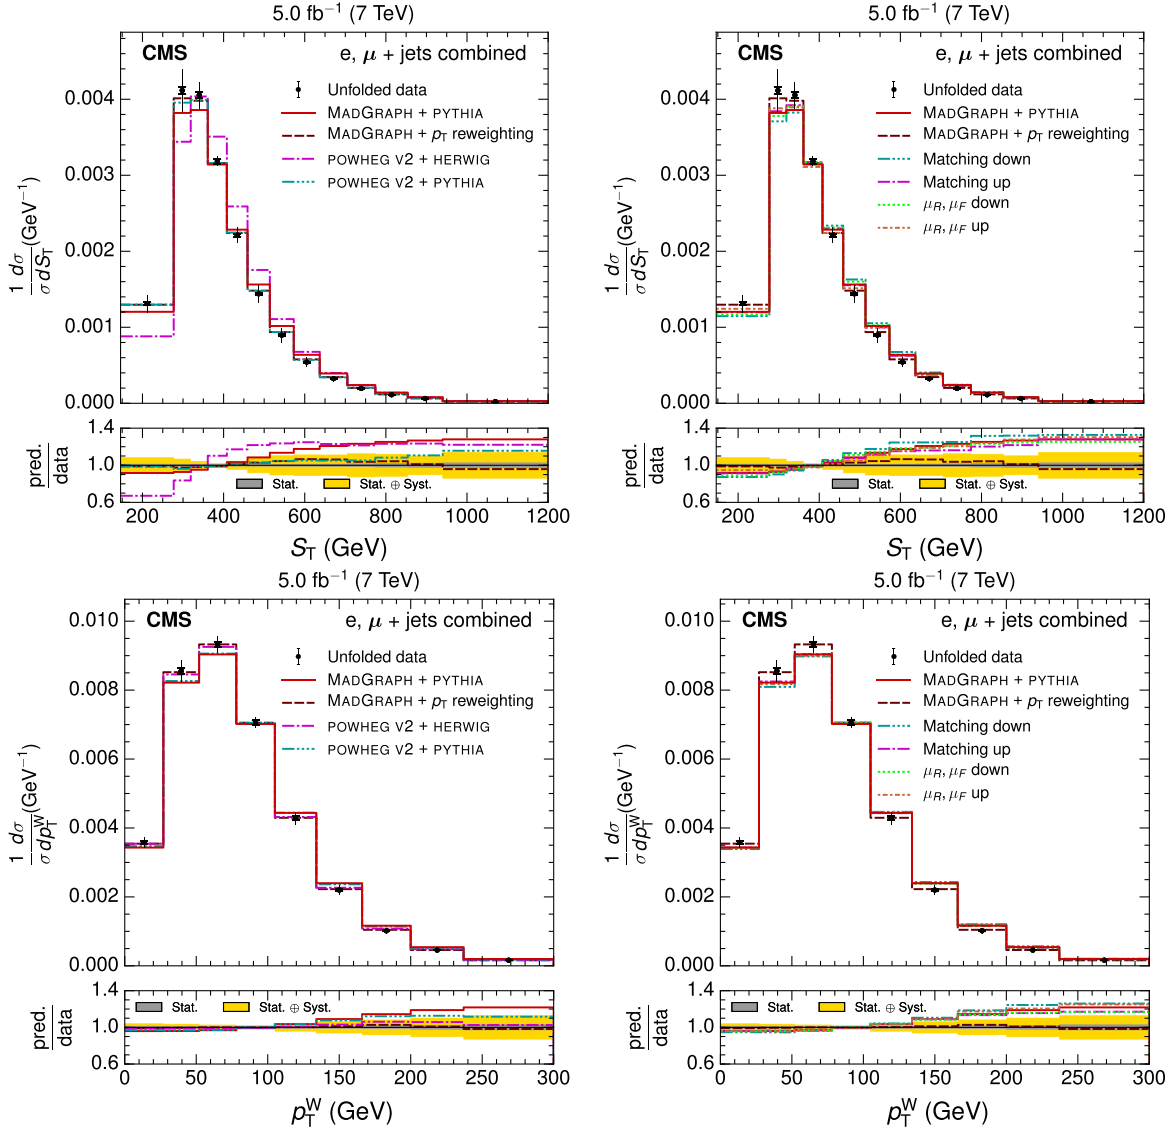 5.0 fb⁻¹ (7 TeV)
CMS e, μ + jets combined
Unfolded data
MADGRAPH + PYTHIA
MADGRAPH + pT reweighting
POWHEG V2 + HERWIG
POWHEG V2 + PYTHIA
0.004
0.003
0.002
0.001
0.000
1/σ dσ/dST (GeV⁻¹)
1.4
1.0
0.6
pred./data
Stat. Stat. ⊕ Syst.
200 400 600 800 1000 1200
ST (GeV)
5.0 fb⁻¹ (7 TeV)
CMS e, μ + jets combined
Unfolded data
MADGRAPH + PYTHIA
MADGRAPH + pT reweighting
Matching down
Matching up
μR, μF down
μR, μF up
0.004
0.003
0.002
0.001
0.000
1/σ dσ/dST (GeV⁻¹)
1.4
1.0
0.6
pred./data
Stat. Stat. ⊕ Syst.
200 400 600 800 1000 1200
ST (GeV)
5.0 fb⁻¹ (7 TeV)
CMS e, μ + jets combined
Unfolded data
MADGRAPH + PYTHIA
MADGRAPH + pT reweighting
POWHEG V2 + HERWIG
POWHEG V2 + PYTHIA
0.010
0.008
0.006
0.004
0.002
0.000
1/σ dσ/dpTW (GeV⁻¹)
1.4
1.0
0.6
pred./data
Stat. Stat. ⊕ Syst.
0 50 100 150 200 250 300
pTW (GeV)
5.0 fb⁻¹ (7 TeV)
CMS e, μ + jets combined
Unfolded data
MADGRAPH + PYTHIA
MADGRAPH + pT reweighting
Matching down
Matching up
μR, μF down
μR, μF up
0.010
0.008
0.006
0.004
0.002
0.000
1/σ dσ/dpTW (GeV⁻¹)
1.4
1.0
0.6
pred./data
Stat. Stat. ⊕ Syst.
0 50 100 150 200 250 300
pTW (GeV)